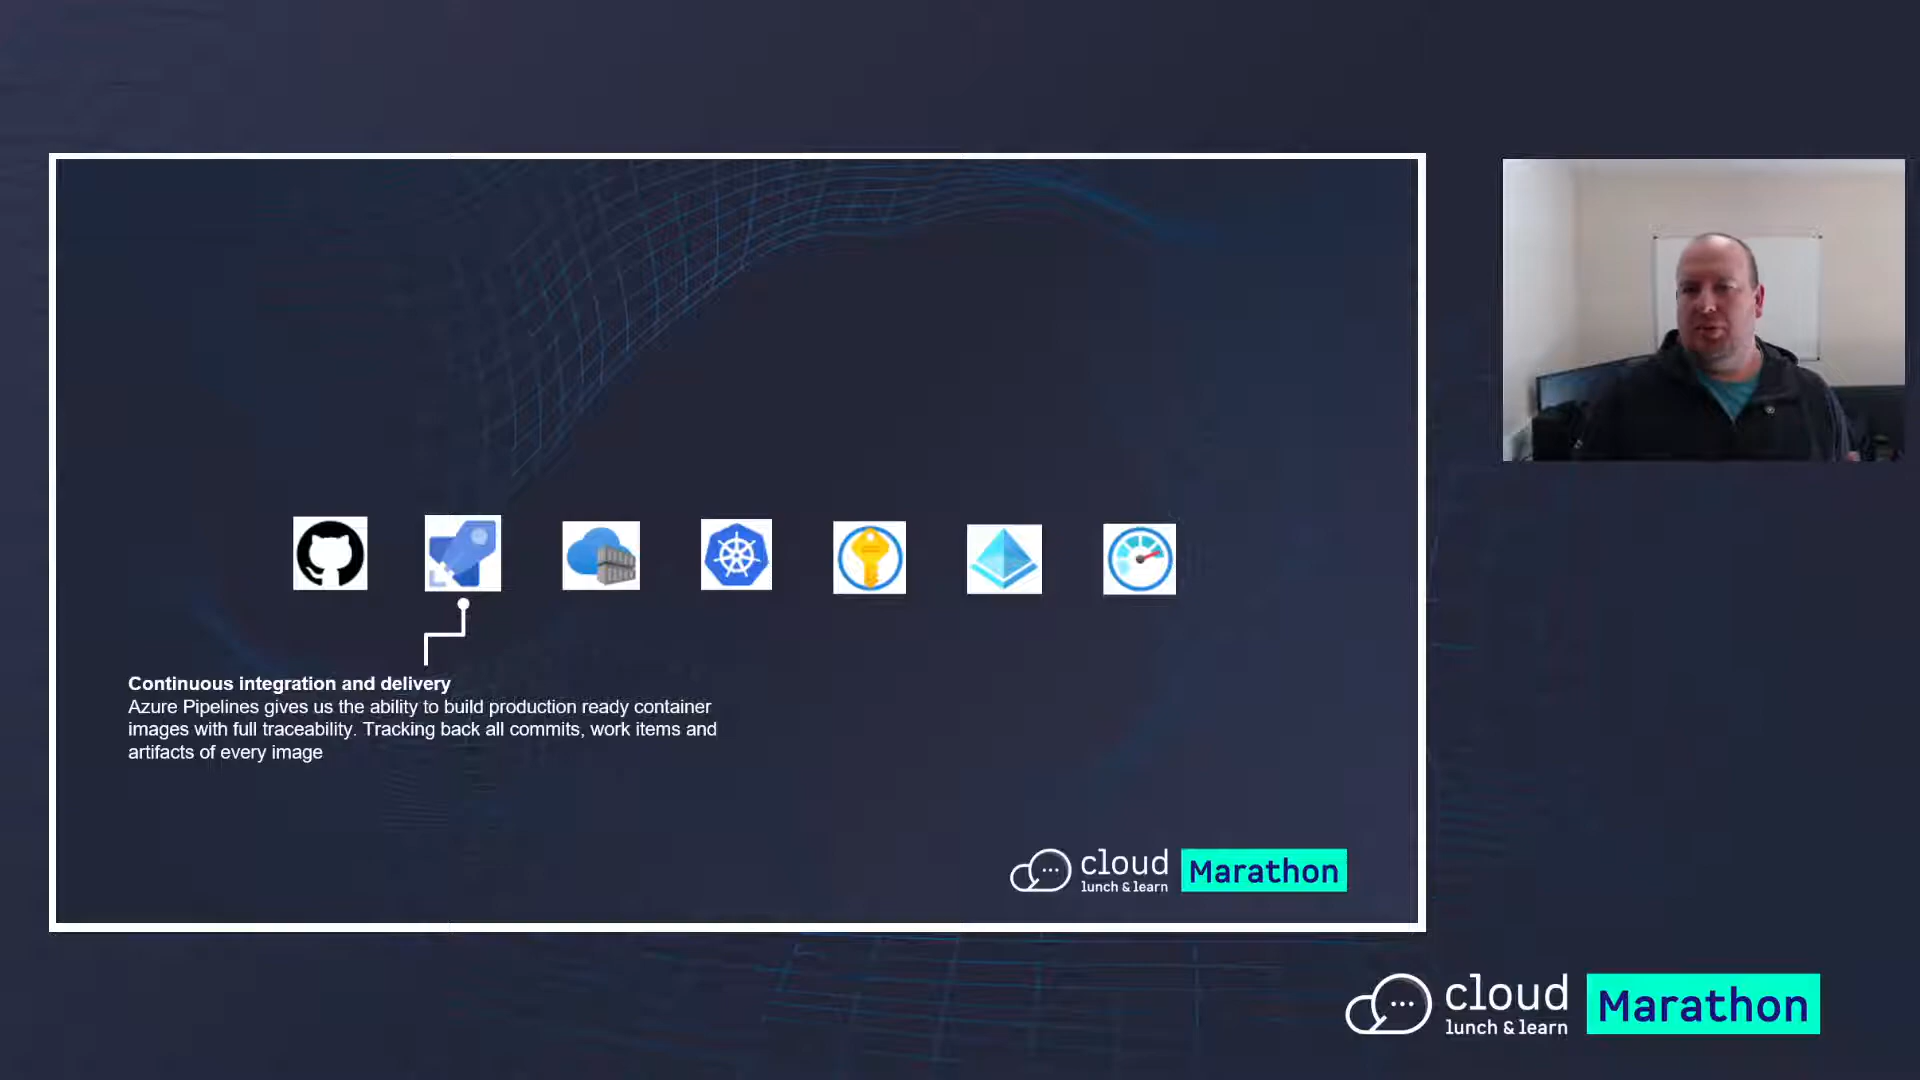 Continuous integration and delivery
Azure Pipelines gives us the ability to build production ready container
images with full traceability. Tracking back all commits, work items and
artifacts of every image
cloud
lunch & learn
Marathon
cloud
lunch & learn
Marathon